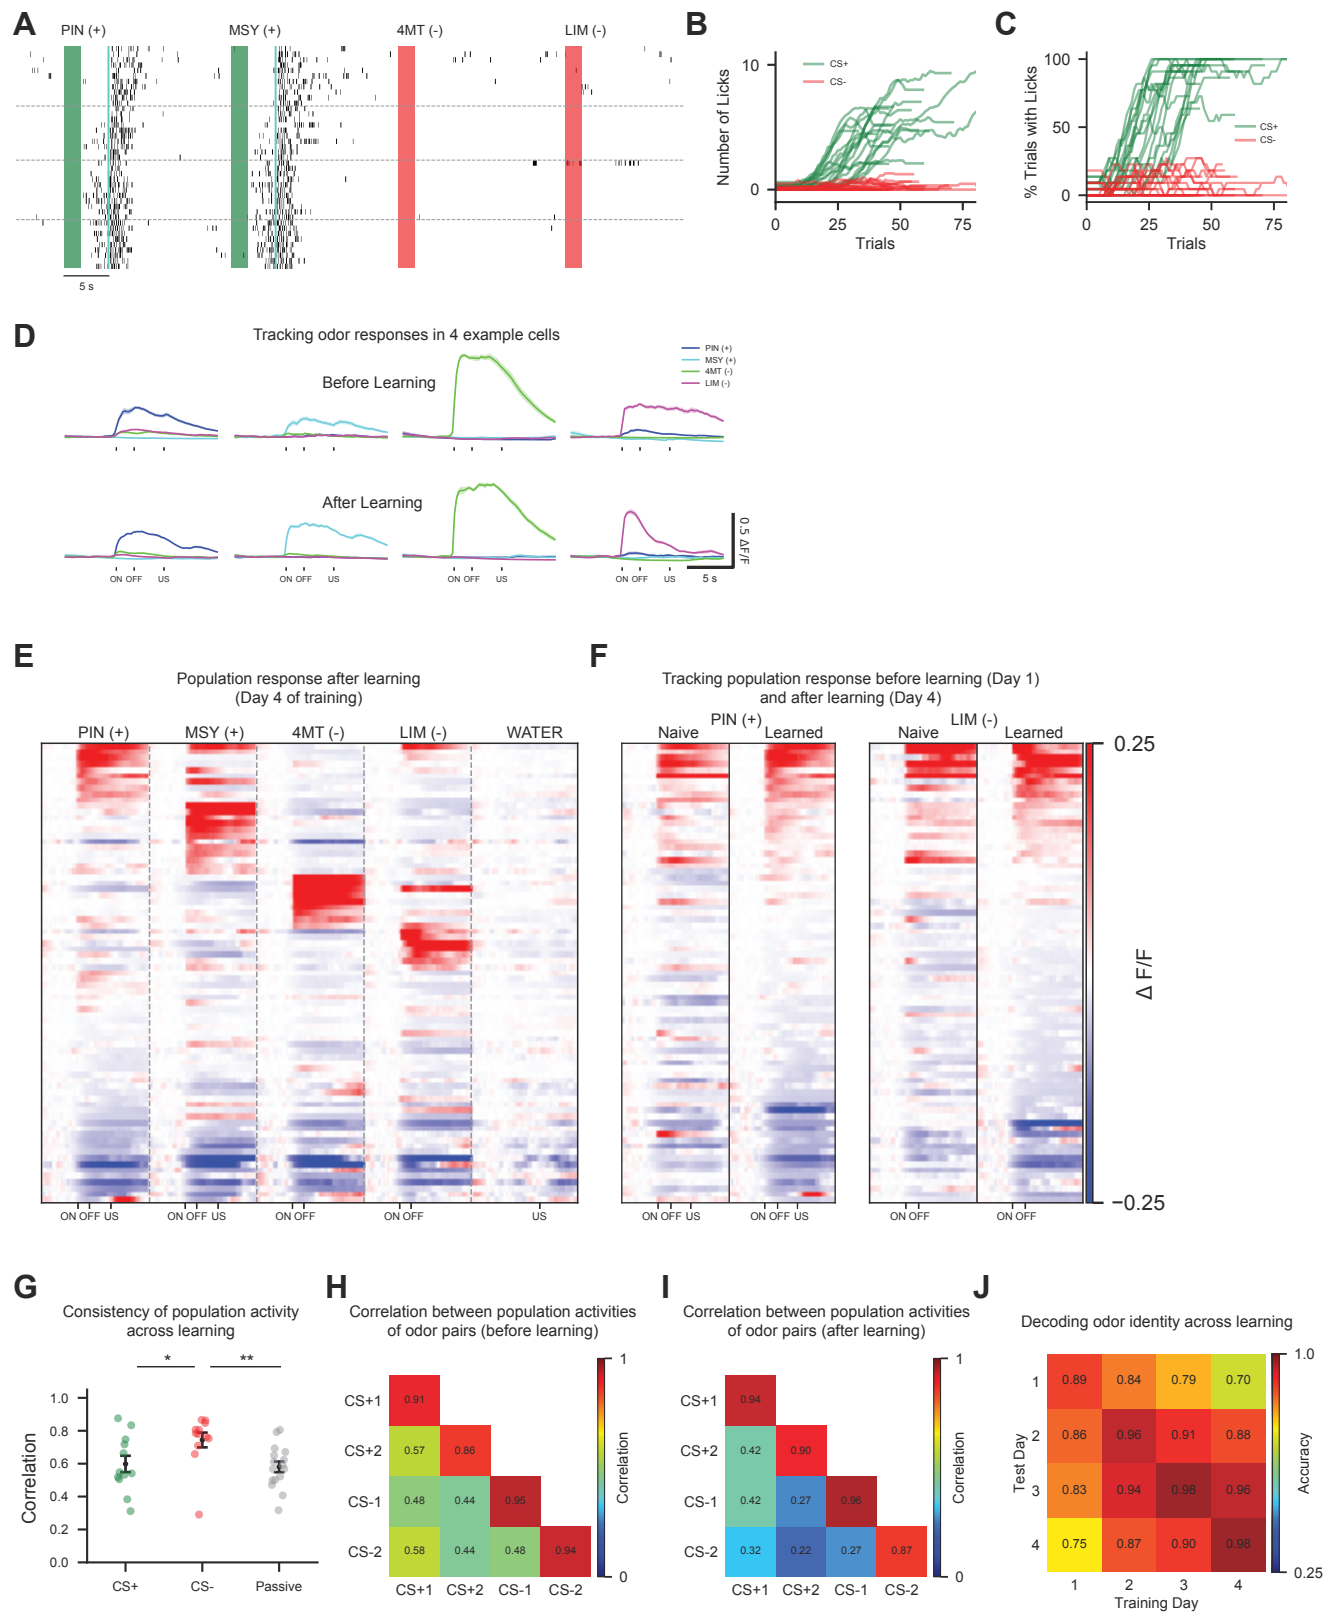 A
PIN (+)
MSY (+)
4MT (-)
LIM (-)
5 s
B
Number of Licks
10
0
CS+
CS-
0
25
50
75
Trials
C
% Trials with Licks
100
50
0
CS+
CS-
0
25
50
75
Trials
D
Tracking odor responses in 4 example cells
PIN (+)
MSY (+)
4MT (-)
LIM (-)
Before Learning
After Learning
0.5 ΔF/F
5 s
ON OFF US
ON OFF US
ON OFF US
ON OFF US
E
Population response after learning
(Day 4 of training)
PIN (+)
MSY (+)
4MT (-)
LIM (-)
WATER
ON OFF US
ON OFF US
ON OFF
ON OFF
US
F
Tracking population response before learning (Day 1)
and after learning (Day 4)
PIN (+)
LIM (-)
Naive
Learned
Naive
Learned
ON OFF US
ON OFF US
ON OFF
ON OFF
0.25
Δ F/F
−0.25
G
Consistency of population activity
across learning
*
**
Correlation
1.0
0.8
0.6
0.4
0.2
0.0
CS+
CS-
Passive
H
Correlation between population activities
of odor pairs (before learning)
CS+1
0.91
CS+2
0.57 0.86
CS-1
0.48 0.44 0.95
CS-2
0.58 0.44 0.48 0.94
CS+1 CS+2 CS-1 CS-2
1
Correlation
0
I
Correlation between population activities
of odor pairs (after learning)
CS+1
0.94
CS+2
0.42 0.90
CS-1
0.42 0.27 0.96
CS-2
0.32 0.22 0.27 0.87
CS+1 CS+2 CS-1 CS-2
1
Correlation
0
J
Decoding odor identity across learning
Test Day
1 0.89 0.84 0.79 0.70
2 0.86 0.96 0.91 0.88
3 0.83 0.94 0.98 0.96
4 0.75 0.87 0.90 0.98
1 2 3 4
Training Day
1.0
Accuracy
0.25